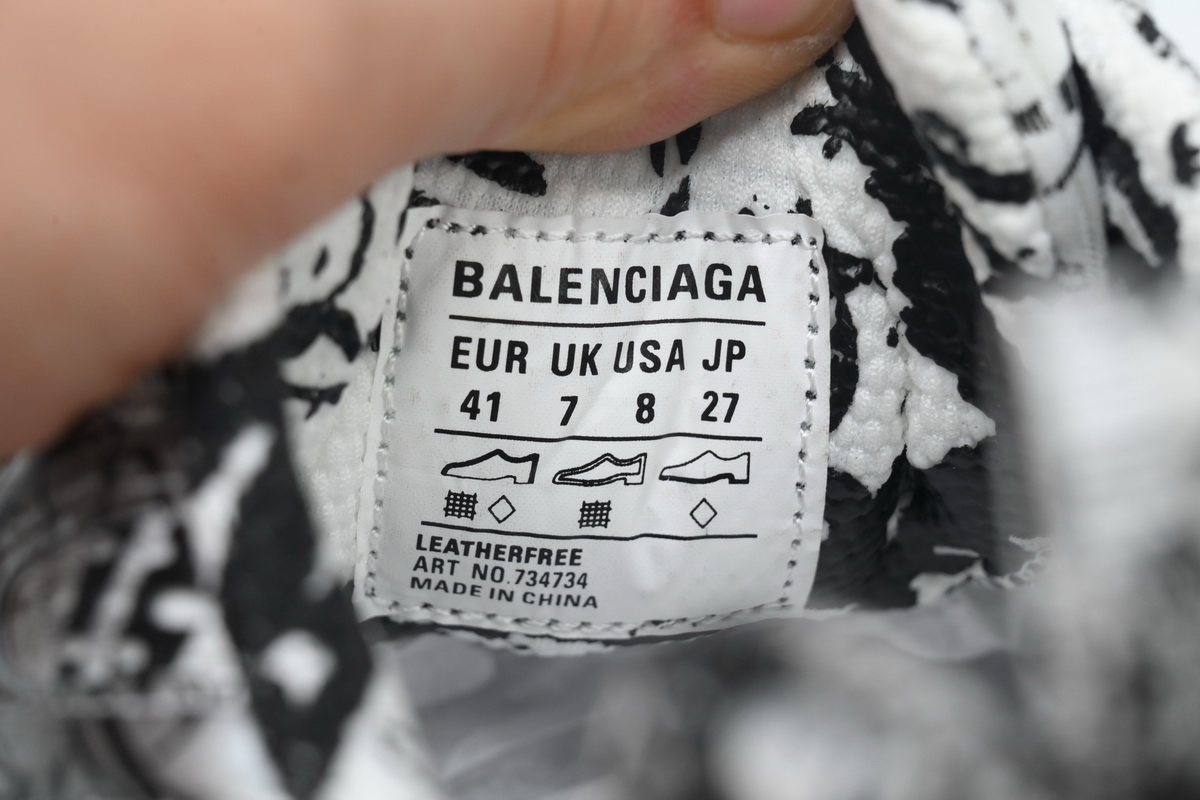 BALENCIAGA
EUR UK USA JP
41 7 8 27
LEATHERFREE
ART NO.734734
MADE IN CHINA